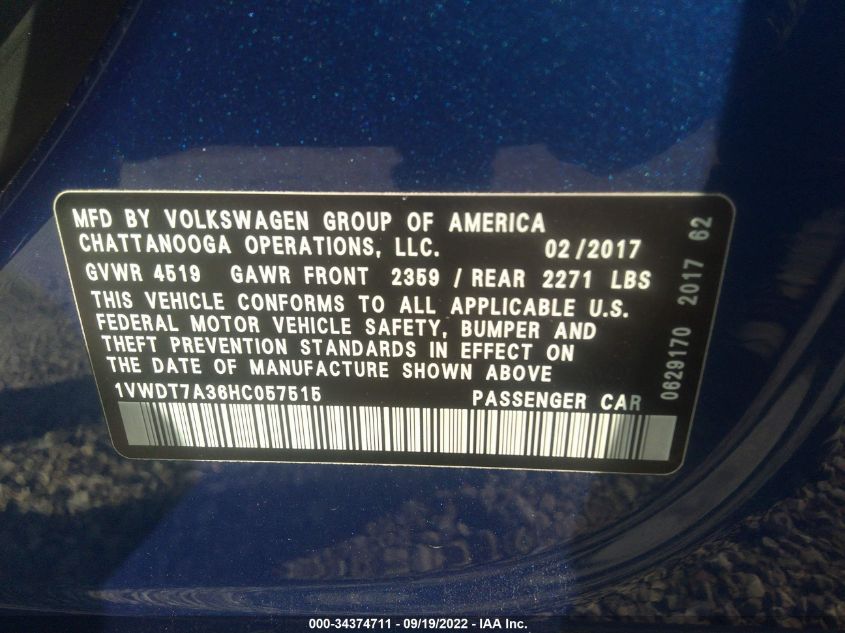 MFD BY VOLKSWAGEN GROUP OF AMERICA
CHATTANOOGA OPERATIONS, LLC. 02/2017
GVWR 4519 GAWR FRONT 2359 / REAR 2271 LBS
THIS VEHICLE CONFORMS TO ALL APPLICABLE U.S.
FEDERAL MOTOR VEHICLE SAFETY, BUMPER AND
THEFT PREVENTION STANDARDS IN EFFECT ON
THE DATE OF MANUFACTURE SHOWN ABOVE
1VWDT7A36HC057515 PASSENGER CAR
0629170 2017 62
000-34374711 - 09/19/2022 - IAA Inc.